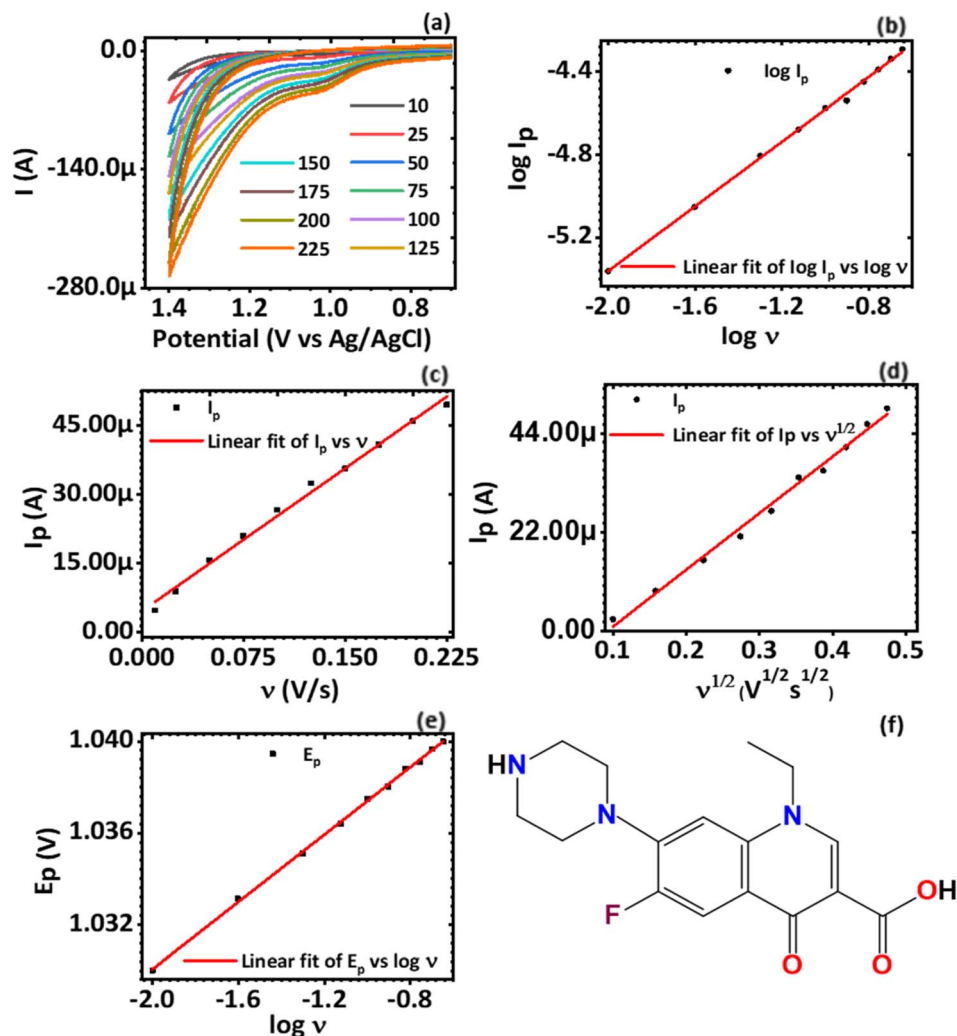 (a)
0.0
-140.0µ
-280.0µ
I (A)
10
25
150 50
175 75
200 100
225 125
1.4 1.2 1.0 0.8
Potential (V vs Ag/AgCl)
(b)
-4.4
-4.8
-5.2
log Iₚ
log Iₚ
Linear fit of log Iₚ vs log ν
-2.0 -1.6 -1.2 -0.8
log ν
(c)
45.00µ
30.00µ
15.00µ
0.00
Iₚ (A)
Iₚ
Linear fit of Iₚ vs ν
0.000 0.075 0.150 0.225
ν (V/s)
(d)
44.00µ
22.00µ
0.00
Iₚ (A)
Iₚ
Linear fit of Ip vs ν^1/2
0.1 0.2 0.3 0.4 0.5
ν^1/2 (V^1/2 s^1/2)
(e)
1.040
1.036
1.032
Eₚ (V)
Eₚ
Linear fit of Eₚ vs log ν
-2.0 -1.6 -1.2 -0.8
log ν
(f)
HN
N
N
F
O
O
OH